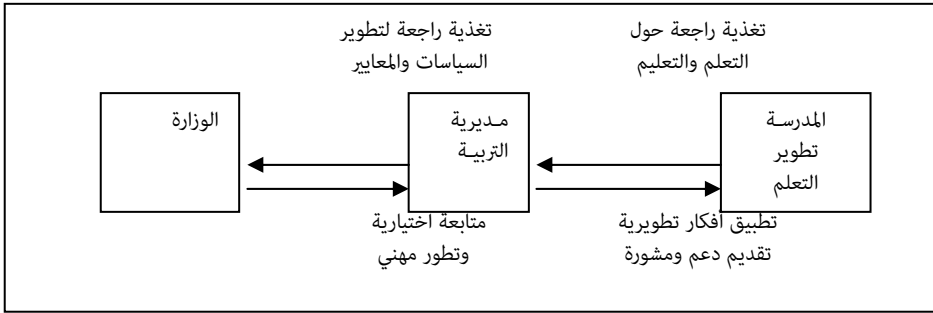 تغذية راجعة حول
التعلم والتعليم
تغذية راجعة لتطوير
السياسات والمعايير
المدرسـة
تطوير
التعلم
مـديرية
التربيـة
الوزارة
تطبيق أفكار تطويرية
تقديم دعم ومشورة
متابعة اختيارية
وتطور مهني